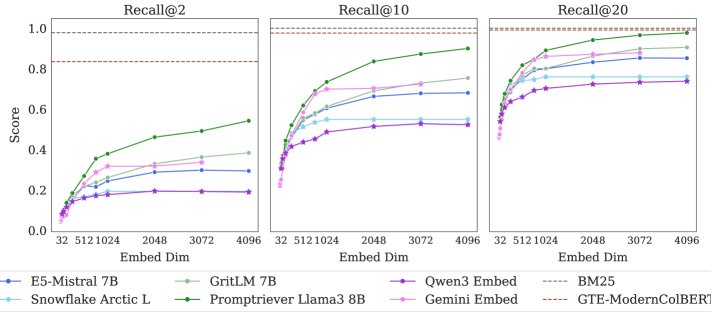 Recall@2 Recall@10 Recall@20
Score
1.0
0.8
0.6
0.4
0.2
0.0
32 512 1024 2048 3072 4096 32 512 1024 2048 3072 4096 32 512 1024 2048 3072 4096
Embed Dim Embed Dim Embed Dim
E5-Mistral 7B GritLM 7B Qwen3 Embed BM25
Snowflake Arctic L Promptriever Llama3 8B Gemini Embed GTE-ModernColBERT